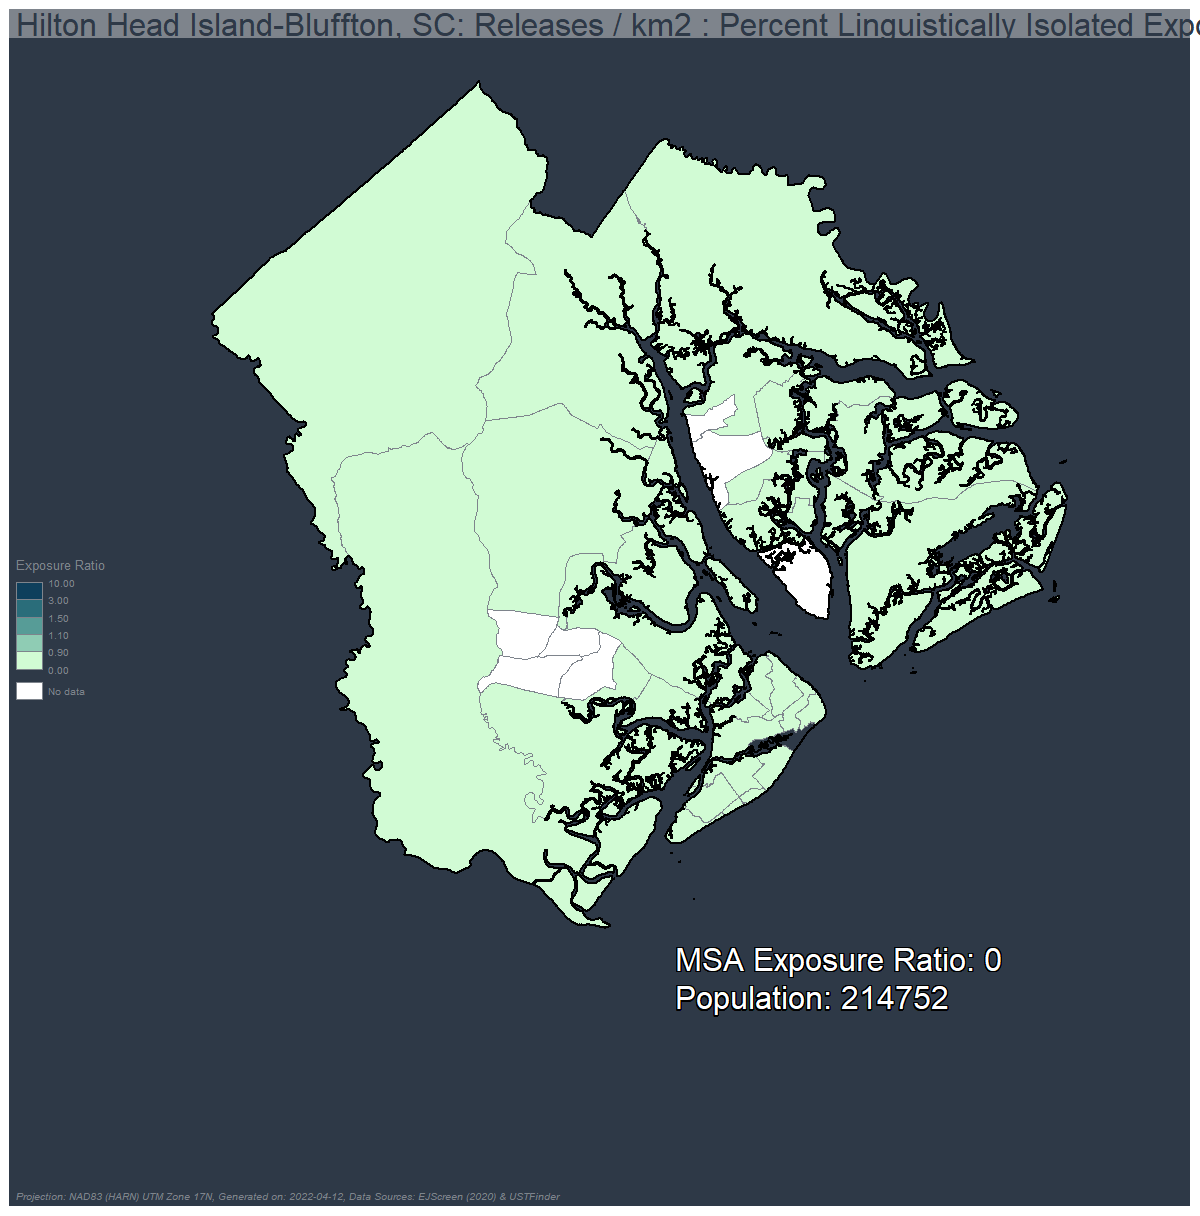 Hilton Head Island-Bluffton, SC: Releases / km2 : Percent Linguistically Isolated Expo
Exposure Ratio
10.00
3.00
1.50
1.10
0.90
0.00
No data
MSA Exposure Ratio: 0
Population: 214752
Projection: NAD83 (HARN) UTM Zone 17N, Generated on: 2022-04-12, Data Sources: EJScreen (2020) & USTFinder